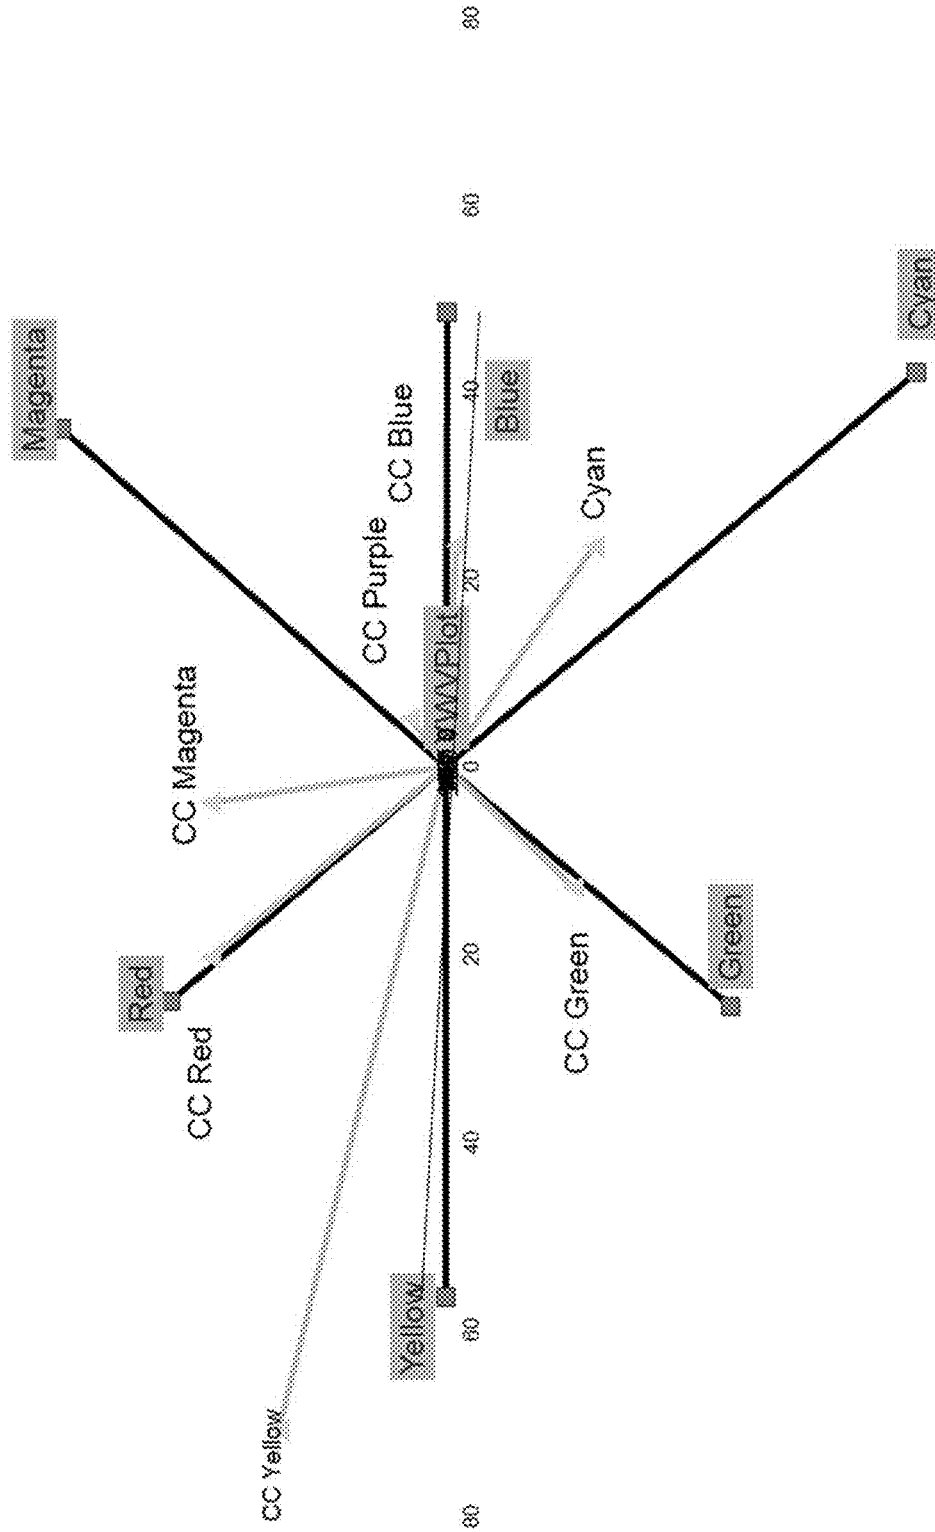 80
60
40
20
0
20
40
60
80
Magenta
CC Magenta
Red
CC Red
CC Yellow
Yellow
CC Purple
CC Blue
WVPlot
Blue
Cyan
CC Green
Green
Cyan